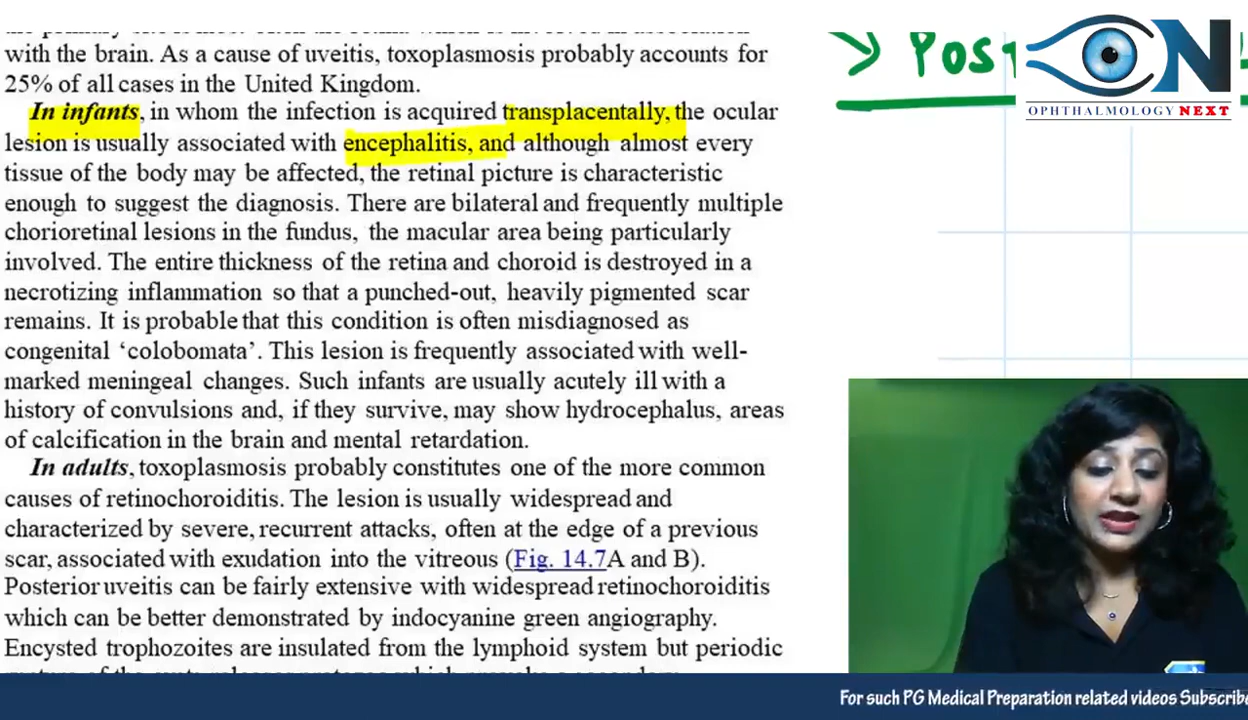 with the brain. As a cause of uveitis, toxoplasmosis probably accounts for
25% of all cases in the United Kingdom.
In infants, in whom the infection is acquired transplacentally, the ocular
lesion is usually associated with encephalitis, and although almost every
tissue of the body may be affected, the retinal picture is characteristic
enough to suggest the diagnosis. There are bilateral and frequently multiple
chorioretinal lesions in the fundus, the macular area being particularly
involved. The entire thickness of the retina and choroid is destroyed in a
necrotizing inflammation so that a punched-out, heavily pigmented scar
remains. It is probable that this condition is often misdiagnosed as
congenital ‘colobomata’. This lesion is frequently associated with well-
marked meningeal changes. Such infants are usually acutely ill with a
history of convulsions and, if they survive, may show hydrocephalus, areas
of calcification in the brain and mental retardation.
In adults, toxoplasmosis probably constitutes one of the more common
causes of retinochoroiditis. The lesion is usually widespread and
characterized by severe, recurrent attacks, often at the edge of a previous
scar, associated with exudation into the vitreous (Fig. 14.7A and B).
Posterior uveitis can be fairly extensive with widespread retinochoroiditis
which can be better demonstrated by indocyanine green angiography.
Encysted trophozoites are insulated from the lymphoid system but periodic
Post
N
OPHTHALMOLOGY NEXT
For such PG Medical Preparation related videos Subscribe